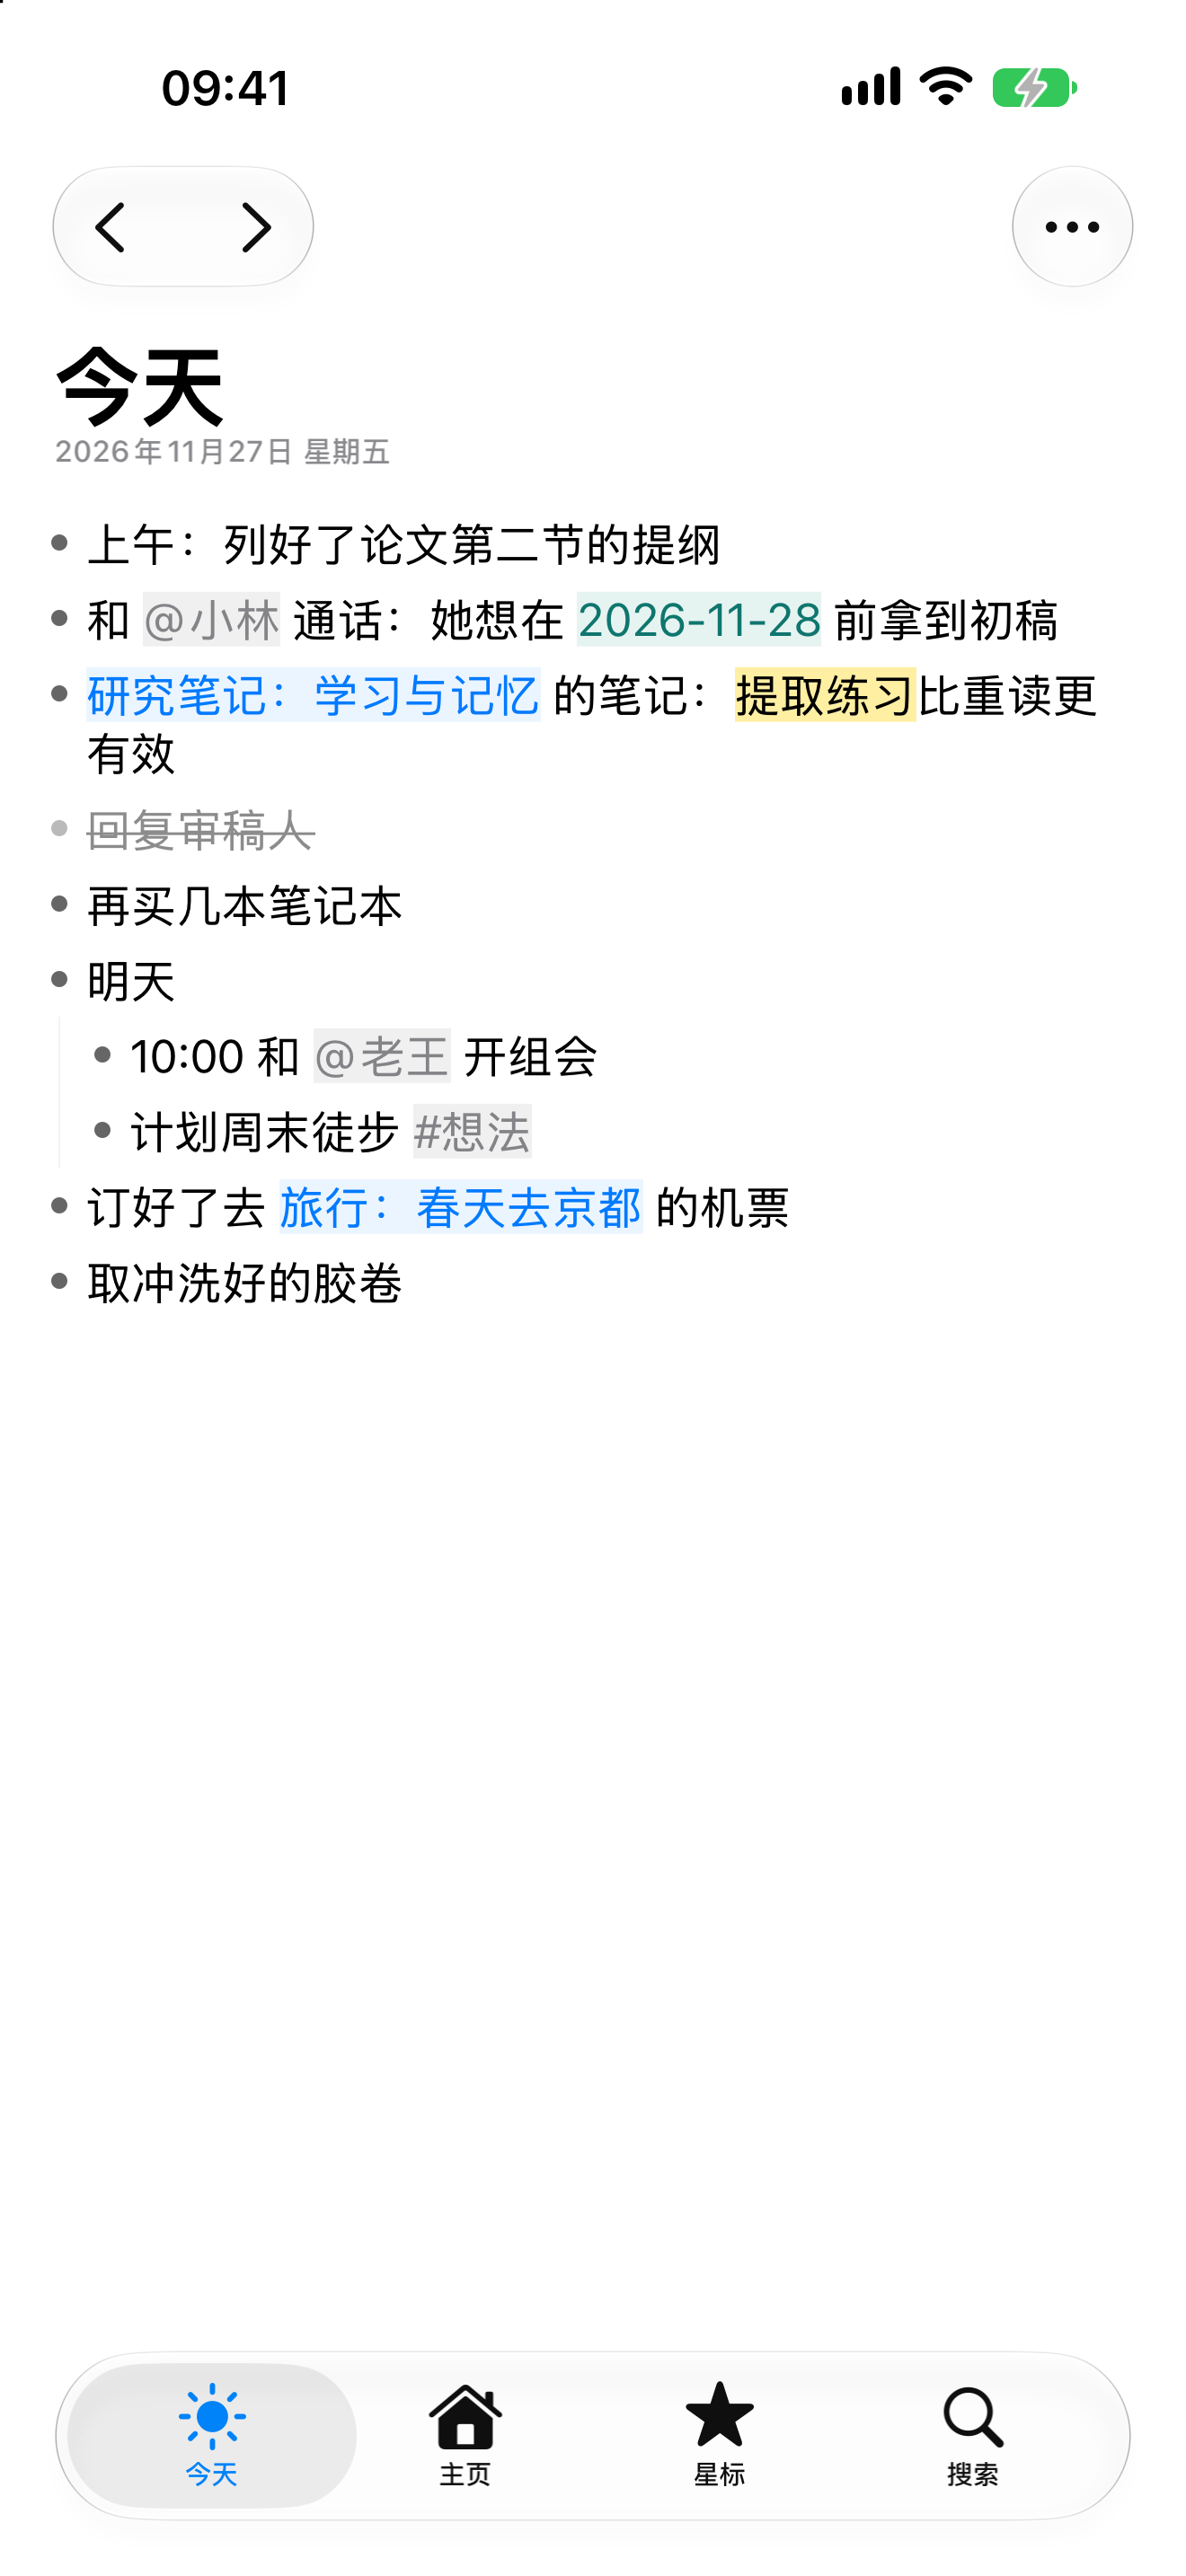 09:41
今天
2026年11月27日 星期五
上午：列好了论文第二节的提纲
和 @小林 通话：她想在 2026-11-28 前拿到初稿
研究笔记：学习与记忆 的笔记：提取练习比重读更
有效
回复审稿人
再买几本笔记本
明天
10:00 和 @老王 开组会
计划周末徒步 #想法
订好了去 旅行：春天去京都 的机票
取冲洗好的胶卷
今天 主页 星标 搜索